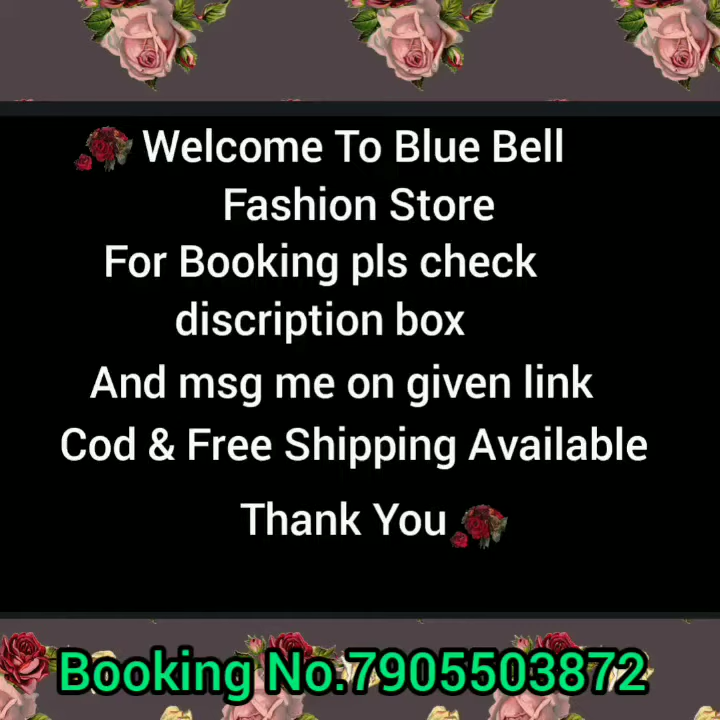 Welcome To Blue Bell
Fashion Store
For Booking pls check
discription box
And msg me on given link
Cod & Free Shipping Available
Thank You
Booking No.7905503872